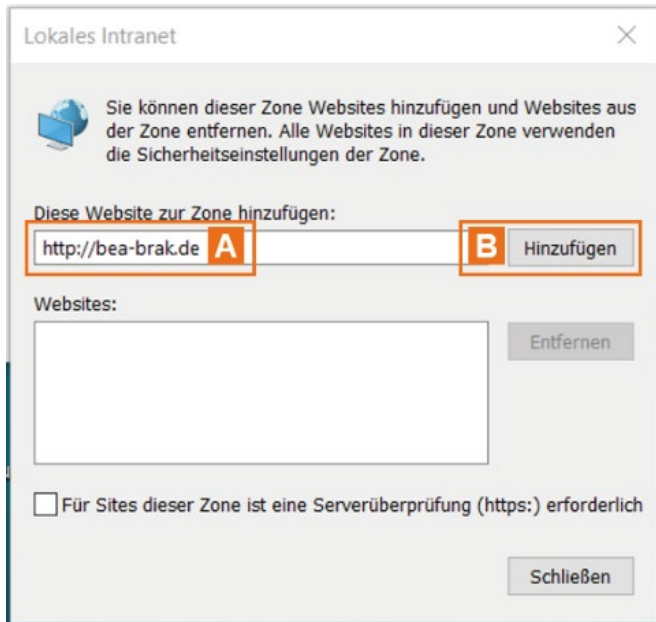 Lokales Intranet
Sie können dieser Zone Websites hinzufügen und Websites aus
der Zone entfernen. Alle Websites in dieser Zone verwenden
die Sicherheitseinstellungen der Zone.
Diese Website zur Zone hinzufügen:
http://bea-brak.de A B Hinzufügen
Websites:
Entfernen
Für Sites dieser Zone ist eine Serverüberprüfung (https:) erforderlich
Schließen